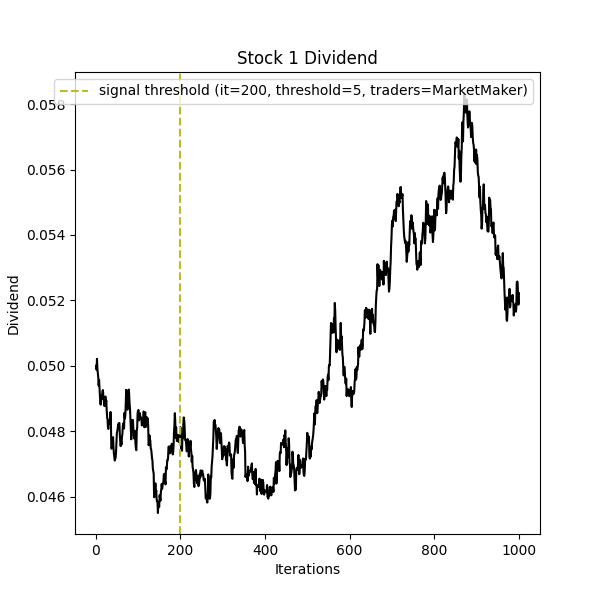 Stock 1 Dividend
signal threshold (it=200, threshold=5, traders=MarketMaker)
0.058
0.056
0.054
0.052
0.050
0.048
0.046
Dividend
0 200 400 600 800 1000
Iterations